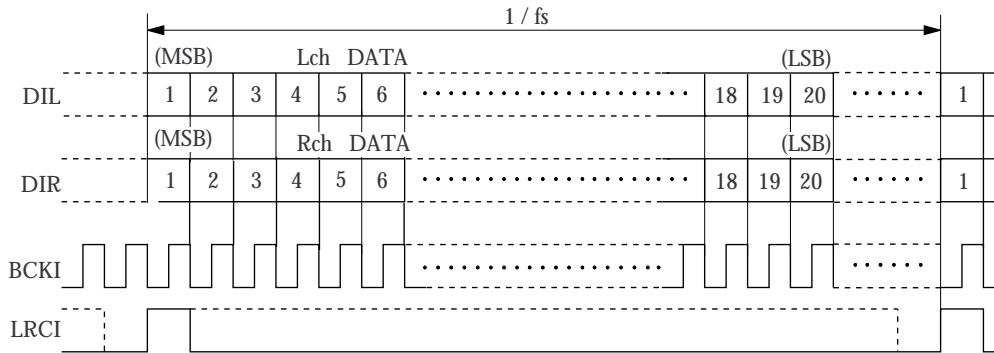 1 / fs
(MSB) Lch DATA (LSB)
DIL 1 2 3 4 5 6 18 19 20 1
(MSB) Rch DATA (LSB)
DIR 1 2 3 4 5 6 18 19 20 1
BCKI
LRCI